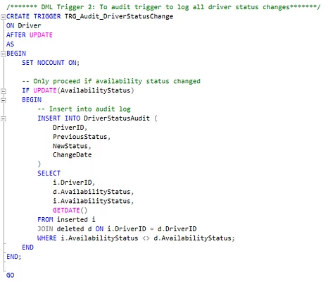 /******* DML Trigger 2: To audit trigger to log all driver status changes*******/
CREATE TRIGGER TRG_Audit_DriverStatusChange
ON Driver
AFTER UPDATE
AS
BEGIN
SET NOCOUNT ON;
-- Only proceed if availability status changed
IF UPDATE(AvailabilityStatus)
BEGIN
-- Insert into audit log
INSERT INTO DriverStatusAudit (
DriverID,
PreviousStatus,
NewStatus,
ChangeDate
)
SELECT
i.DriverID,
d.AvailabilityStatus,
i.AvailabilityStatus,
GETDATE()
FROM inserted i
JOIN deleted d ON i.DriverID = d.DriverID
WHERE i.AvailabilityStatus <> d.AvailabilityStatus;
END
END;
GO